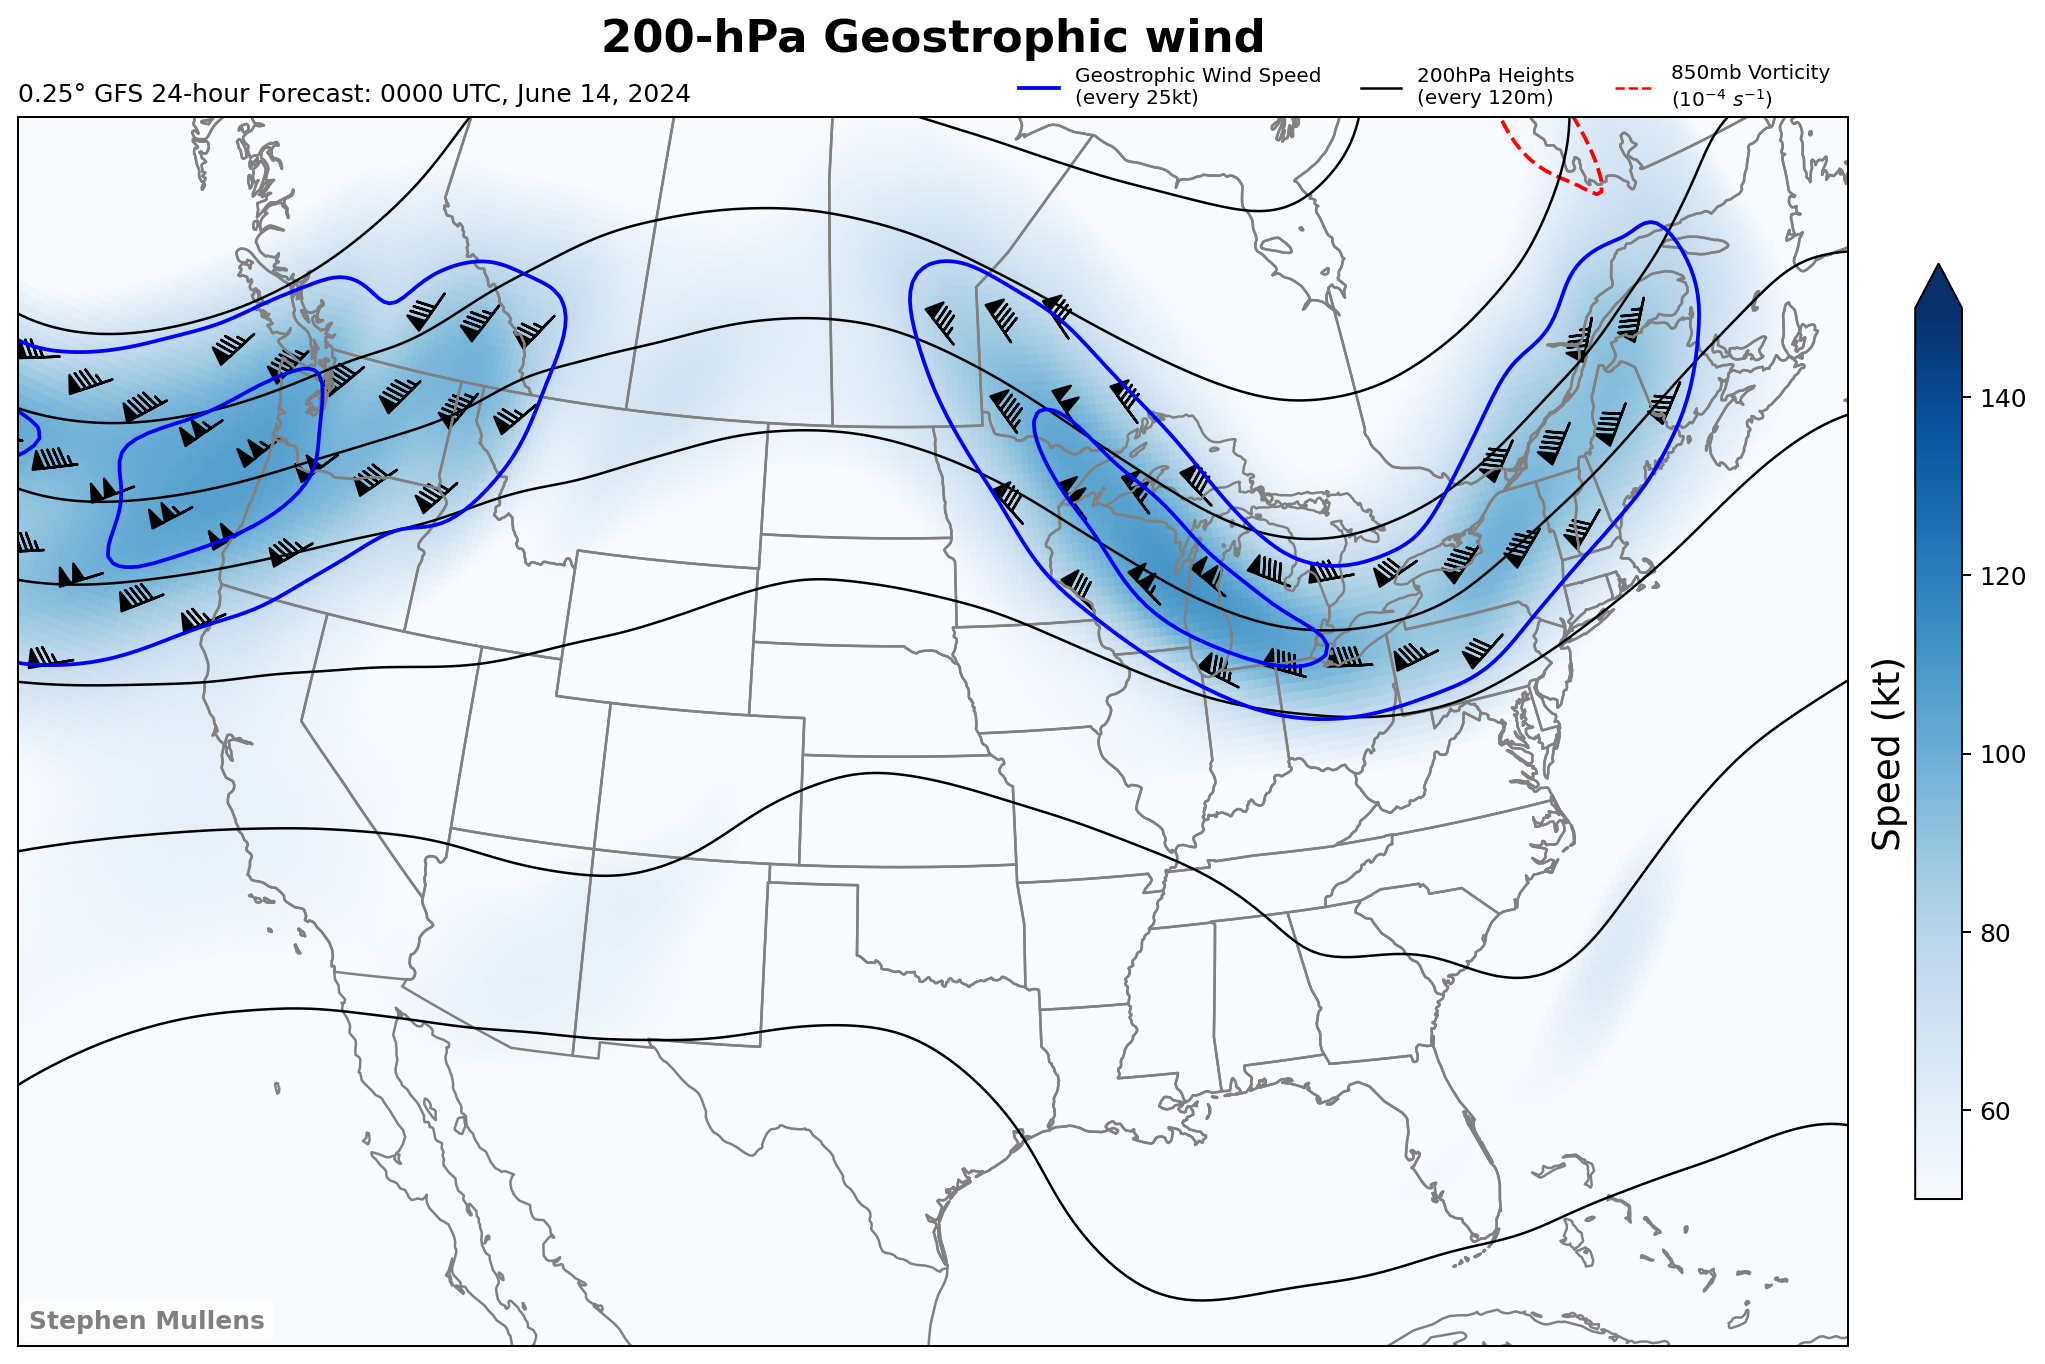 200-hPa Geostrophic wind
0.25° GFS 24-hour Forecast: 0000 UTC, June 14, 2024
Geostrophic Wind Speed
(every 25kt)
200hPa Heights
(every 120m)
850mb Vorticity
(10⁻⁴ s⁻¹)
140
120
100
80
60
Speed (kt)
Stephen Mullens